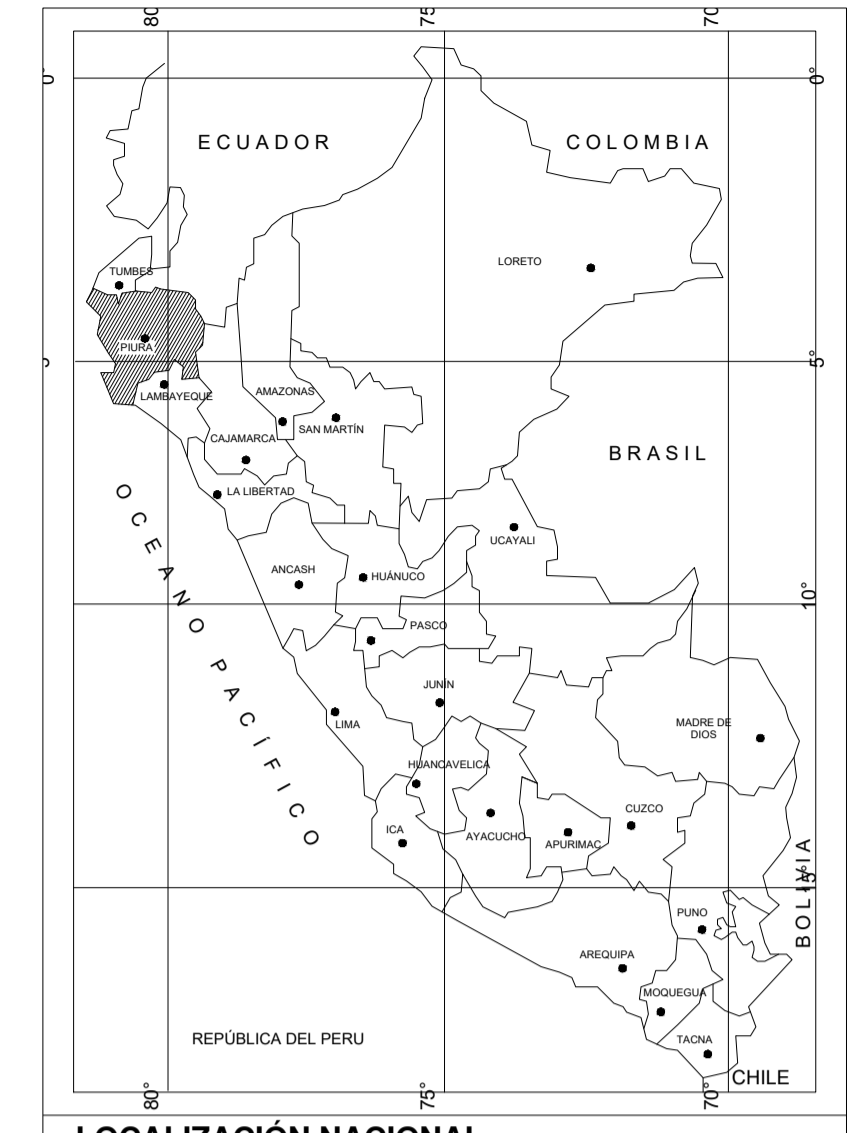 80
75
70
0°
0°
ECUADOR
COLOMBIA
TUMBES
LORETO
PIURA
5
5°
LAMBAYEQUE
AMAZONAS
SAN MARTÍN
CAJAMARCA
BRASIL
LA LIBERTAD
OCEANO PACÍFICO
UCAYALI
ANCASH
HUÁNUCO
10°
PASCO
JUNÍN
LIMA
MADRE DE
DIOS
HUANCAVELICA
ICA
AYACUCHO
APURIMAC
CUZCO
BOLIVIA
PUNO
AREQUIPA
MOQUEGUA
REPÚBLICA DEL PERU
TACNA
CHILE
80°
75°
70°
LOCALIZACIÓN NACIONAL